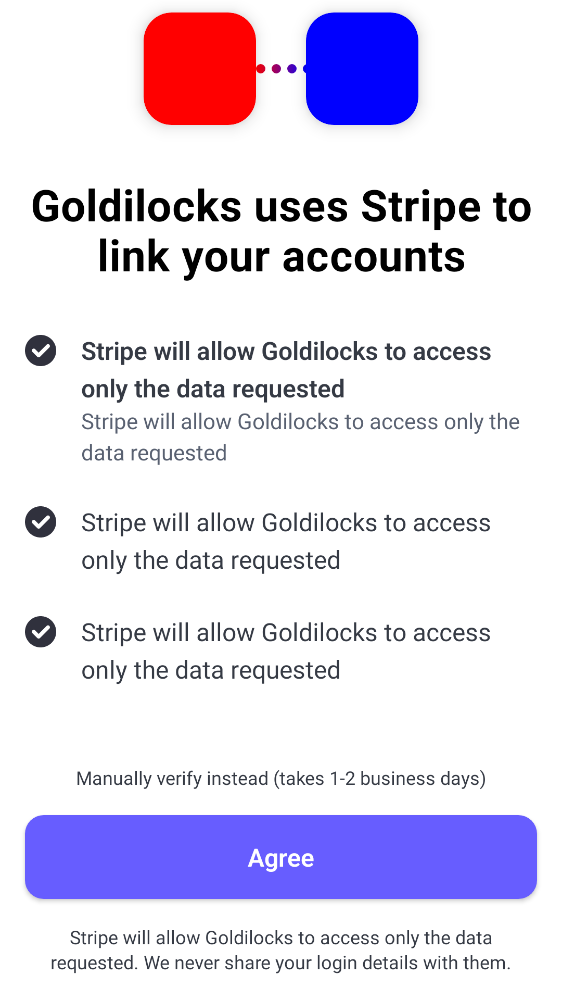 Goldilocks uses Stripe to
link your accounts
Stripe will allow Goldilocks to access
only the data requested
Stripe will allow Goldilocks to access only the
data requested
Stripe will allow Goldilocks to access
only the data requested
Stripe will allow Goldilocks to access
only the data requested
Manually verify instead (takes 1-2 business days)
Agree
Stripe will allow Goldilocks to access only the data
requested. We never share your login details with them.